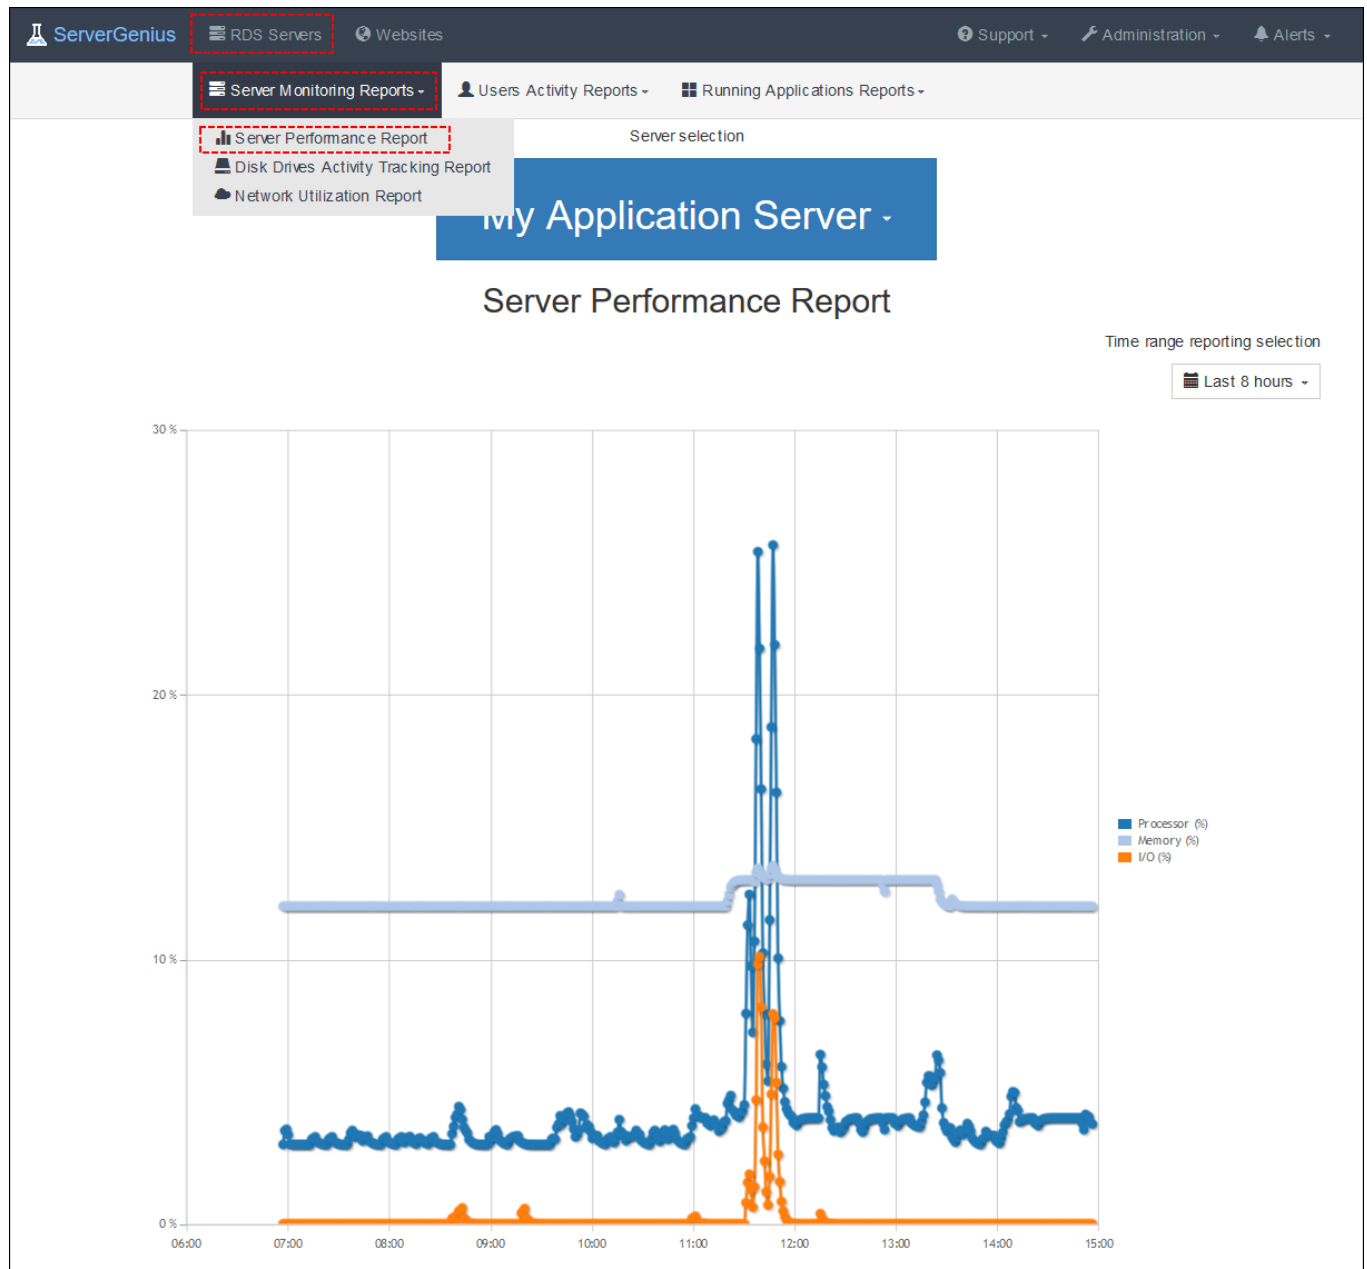 ServerGenius RDS Servers Websites Support Administration Alerts
Server Monitoring Reports Users Activity Reports Running Applications Reports
Server Performance Report
Disk Drives Activity Tracking Report
Network Utilization Report
Server selection
My Application Server
Server Performance Report
Time range reporting selection
Last 8 hours
30 %
20 %
10 %
0 %
06:00 07:00 08:00 09:00 10:00 11:00 12:00 13:00 14:00 15:00
Processor (%)
Memory (%)
I/O (%)